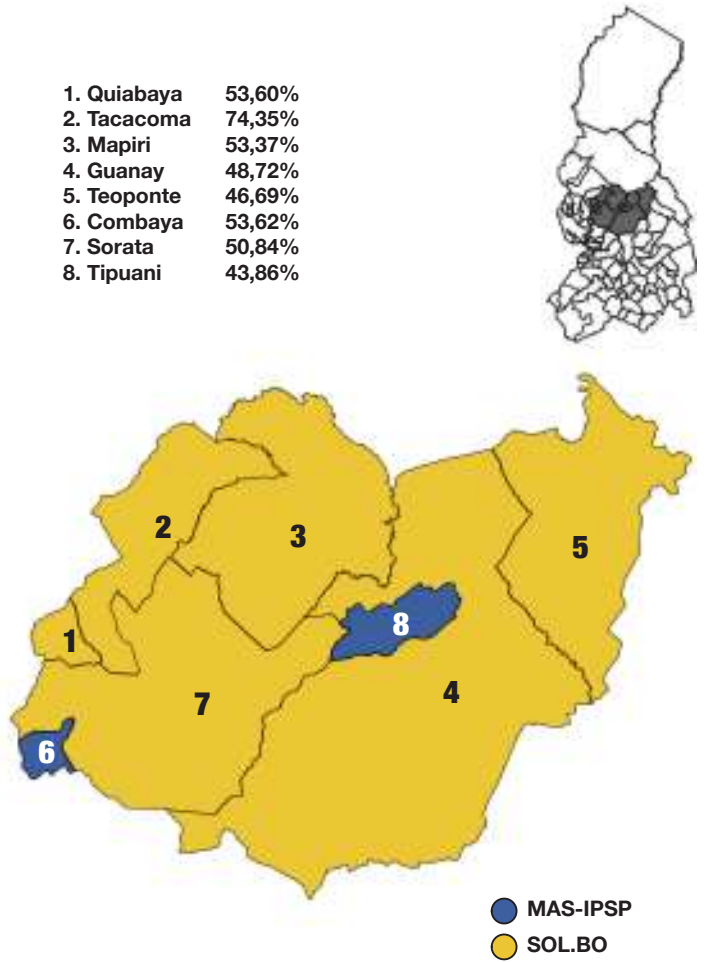 1. Quiabaya 53,60%
2. Tacacoma 74,35%
3. Mapiri 53,37%
4. Guanay 48,72%
5. Teoponte 46,69%
6. Combaya 53,62%
7. Sorata 50,84%
8. Tipuani 43,86%
2
3
5
1
8
7
4
6
MAS-IPSP
SOL.BO